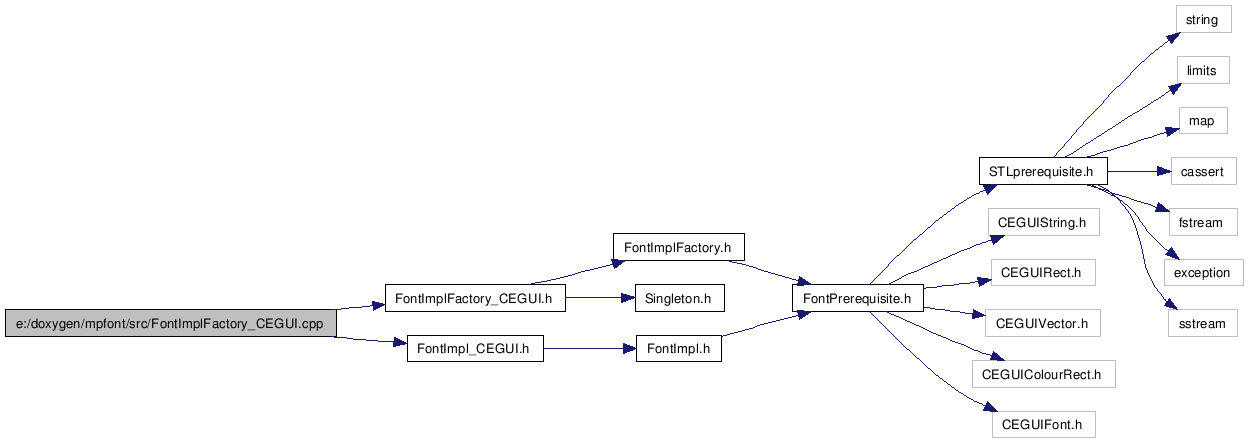 string
limits
map
STLprerequisite.h
cassert
CEGUIString.h
fstream
FontImplFactory.h
CEGUIRect.h
exception
FontImplFactory_CEGUI.h
Singleton.h
FontPrerequisite.h
e:/doxygen/mpfont/src/FontImplFactory_CEGUI.cpp
CEGUIVector.h
sstream
FontImpl_CEGUI.h
FontImpl.h
CEGUIColourRect.h
CEGUIFont.h